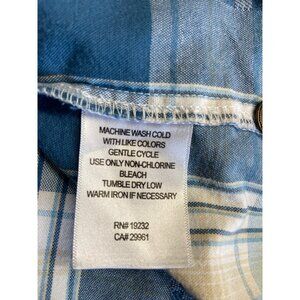 MACHINE WASH COLD
WITH LIKE COLORS
GENTLE CYCLE
USE ONLY NON-CHLORINE
BLEACH
TUMBLE DRY LOW
WARM IRON IF NECESSARY
RN# 19232
CA# 29961